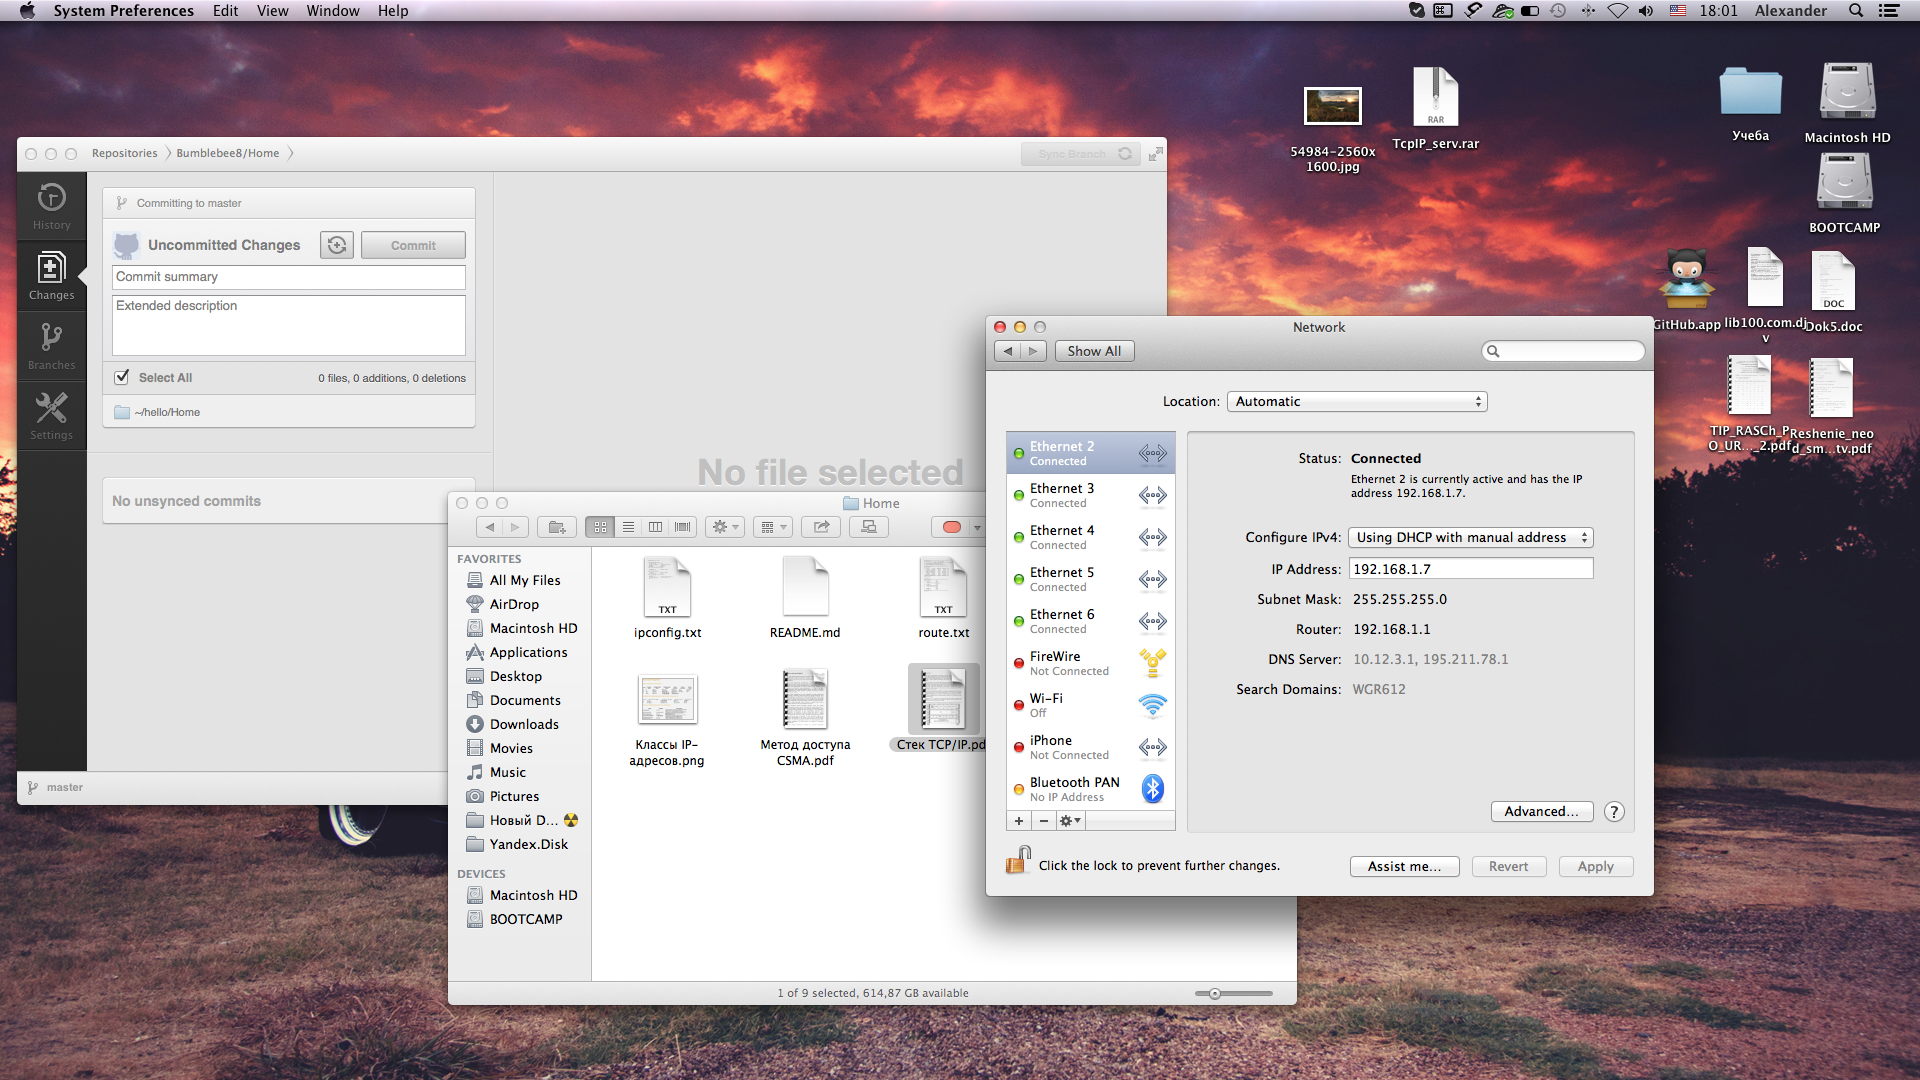 System Preferences Edit View Window Help
18:01 Alexander
54984-2560x
1600.jpg
RAR
TcpIP_serv.rar
Учеба
Macintosh HD
BOOTCAMP
GitHub.app
lib100.com.dj
v
DOC
Dok5.doc
TIP_RASCh_P
O_UR..._2.pdf
Reshenie_neo
d_sm...tv.pdf
Repositories Bumblebee8/Home
Sync Branch
History
Changes
Branches
Settings
Committing to master
Uncommitted Changes
Commit
Commit summary
Extended description
Select All
0 files, 0 additions, 0 deletions
~/hello/Home
No unsynced commits
No file selected
master
Home
FAVORITES
All My Files
AirDrop
Macintosh HD
Applications
Desktop
Documents
Downloads
Movies
Music
Pictures
Новый D...
Yandex.Disk
DEVICES
Macintosh HD
BOOTCAMP
TXT
ipconfig.txt
README.md
TXT
route.txt
Классы IP-
адресов.png
Метод доступа
CSMA.pdf
Стек TCP/IP.pd
1 of 9 selected, 614,87 GB available
Network
Show All
Location: Automatic
Ethernet 2
Connected
Ethernet 3
Connected
Ethernet 4
Connected
Ethernet 5
Connected
Ethernet 6
Connected
FireWire
Not Connected
Wi-Fi
Off
iPhone
Not Connected
Bluetooth PAN
No IP Address
Status: Connected
Ethernet 2 is currently active and has the IP
address 192.168.1.7.
Configure IPv4: Using DHCP with manual address
IP Address: 192.168.1.7
Subnet Mask: 255.255.255.0
Router: 192.168.1.1
DNS Server: 10.12.3.1, 195.211.78.1
Search Domains: WGR612
Advanced...
?
Click the lock to prevent further changes.
Assist me...
Revert
Apply